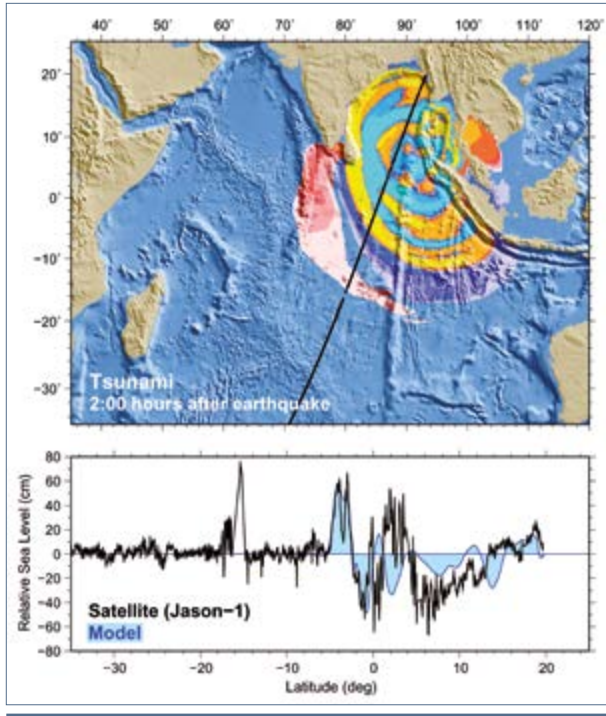 40° 50° 60° 70° 80° 90° 100° 110° 120°
20°
10°
0°
−10°
−20°
−30°
Tsunami
2:00 hours after earthquake
80
60
40
20
0
−20
−40
−60
−80
Relative Sea Level (cm)
Satellite (Jason−1)
Model
−30 −20 −10 0 10 20
Latitude (deg)